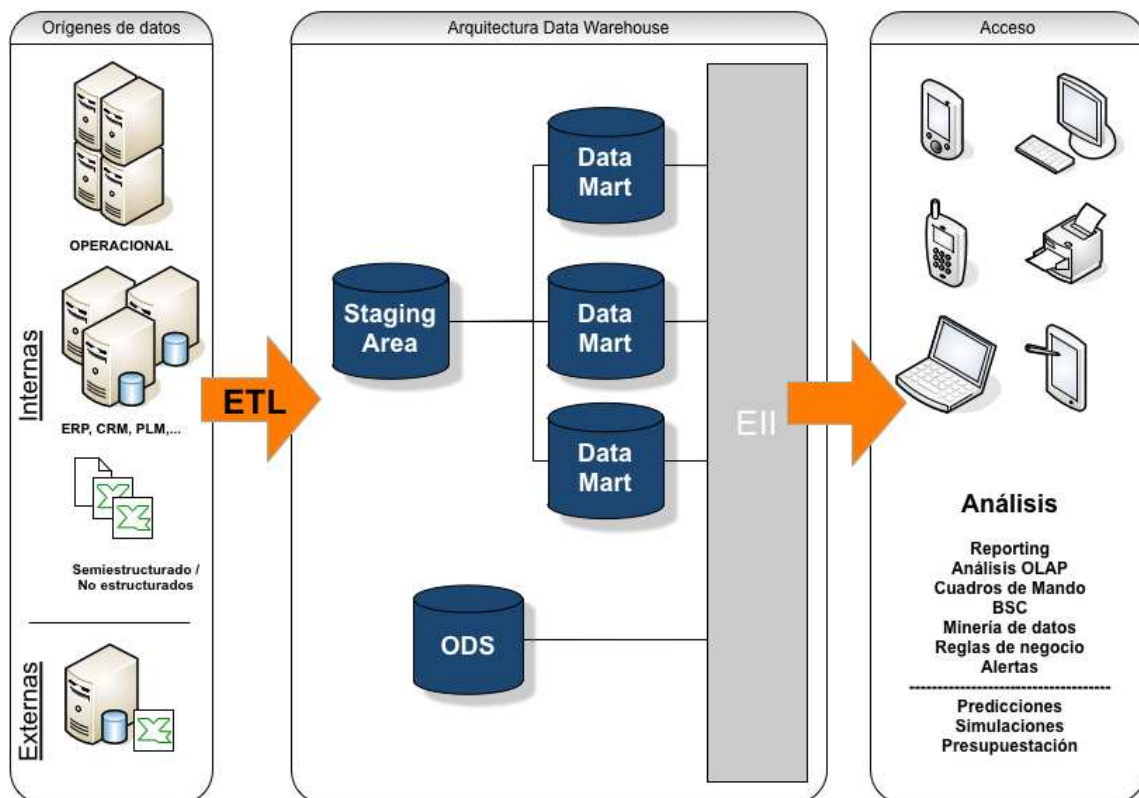 Orígenes de datos
OPERACIONAL
Internas
ERP, CRM, PLM,...
Semiestructurado /
No estructurados
Externas
ETL
Arquitectura Data Warehouse
Staging
Area
Data
Mart
Data
Mart
Data
Mart
ODS
EII
Acceso
Análisis
Reporting
Análisis OLAP
Cuadros de Mando
BSC
Minería de datos
Reglas de negocio
Alertas
Predicciones
Simulaciones
Presupuestación